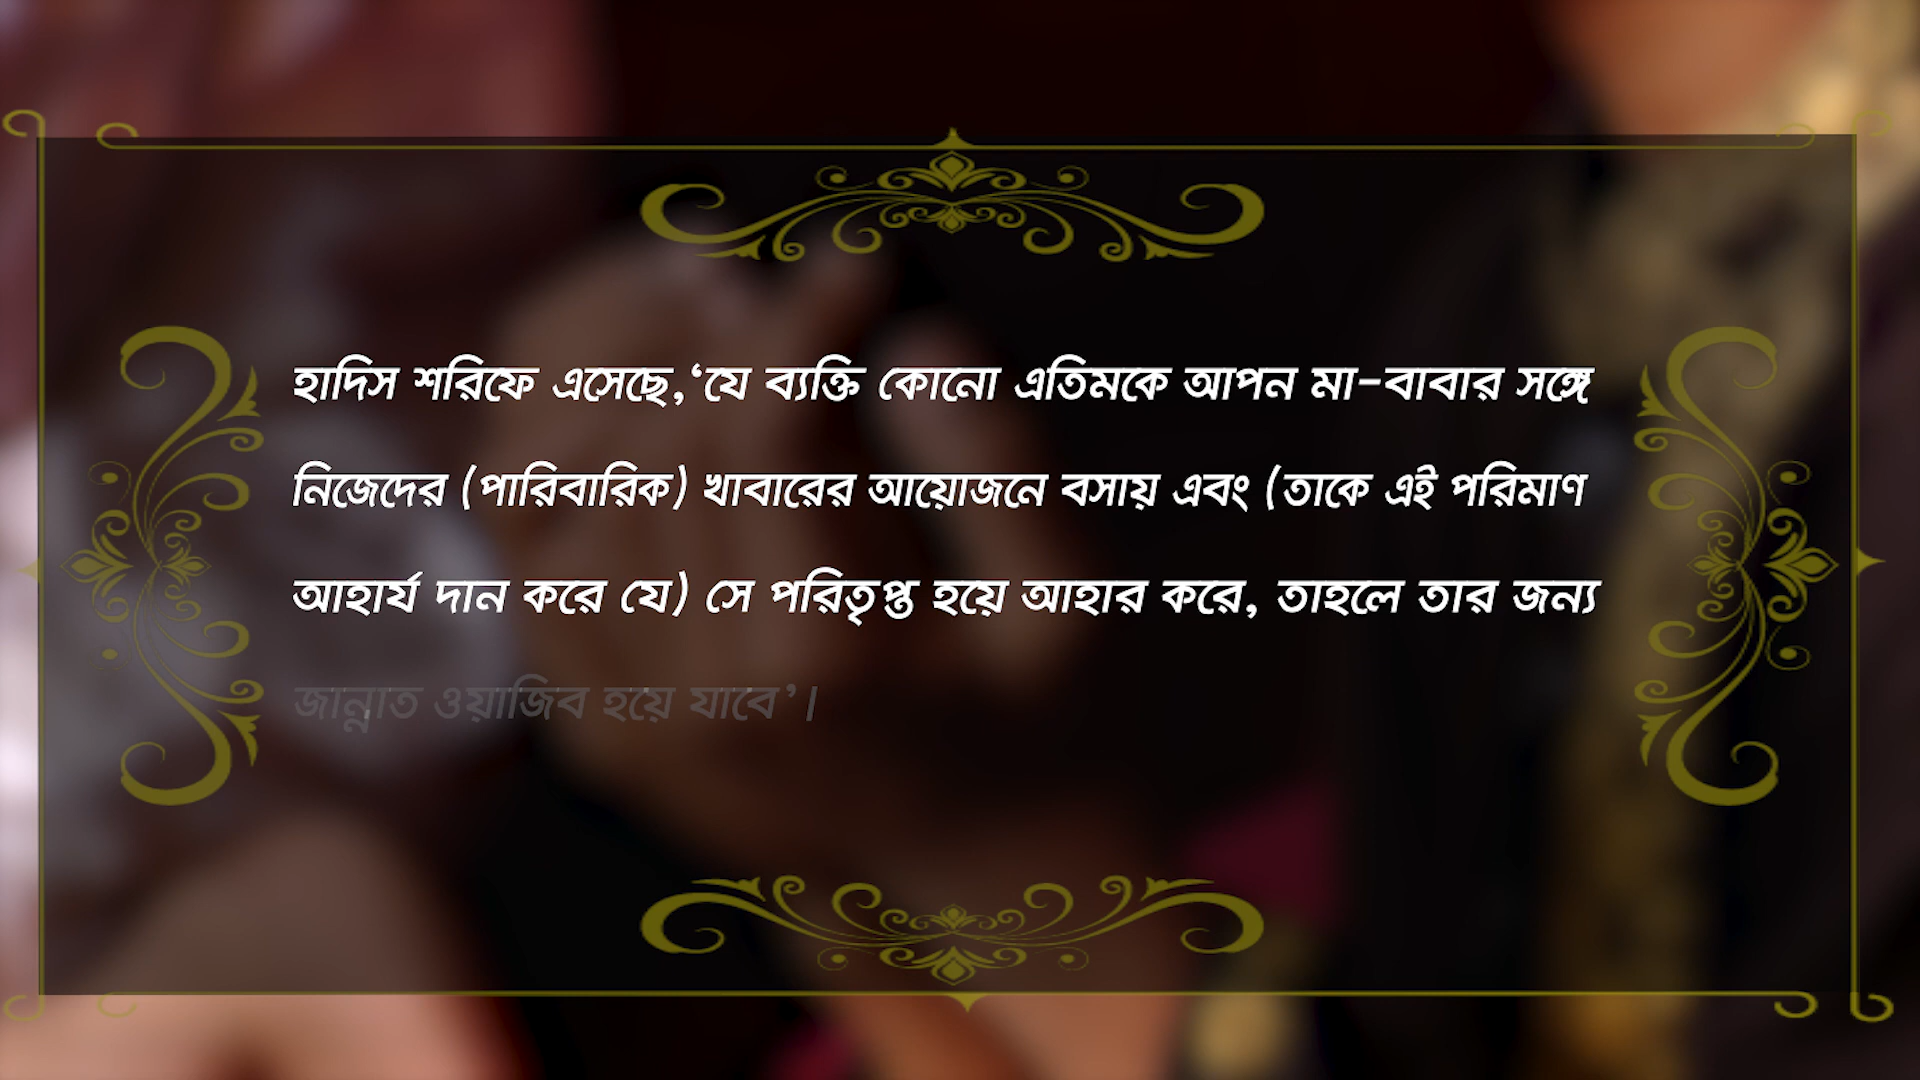 হাদিস শরিফে এসেছে,‘যে ব্যক্তি কোনো এতিমকে আপন মা-বাবার সঙ্গে
নিজেদের (পারিবারিক) খাবারের আয়োজনে বসায় এবং (তাকে এই পরিমাণ
আহার্য দান করে যে) সে পরিতৃপ্ত হয়ে আহার করে, তাহলে তার জন্য
জান্নাত ওয়াজিব হয়ে যাবে’।